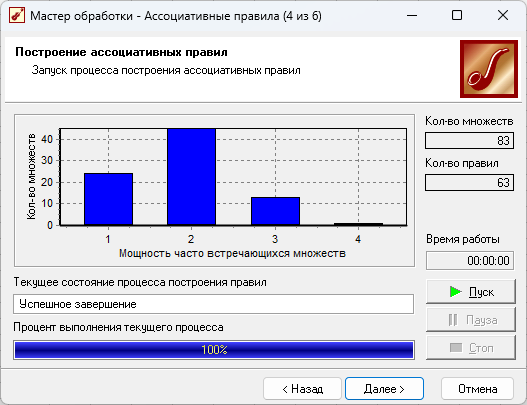 Мастер обработки - Ассоциативные правила (4 из 6)
Построение ассоциативных правил
Запуск процесса построения ассоциативных правил
Кол-во множеств
40
30
20
10
0
1 2 3 4
Мощность часто встречающихся множеств
Кол-во множеств
83
Кол-во правил
63
Время работы
00:00:00
Пуск
Пауза
Стоп
Текущее состояние процесса построения правил
Успешное завершение
Процент выполнения текущего процесса
100%
< Назад Далее > Отмена